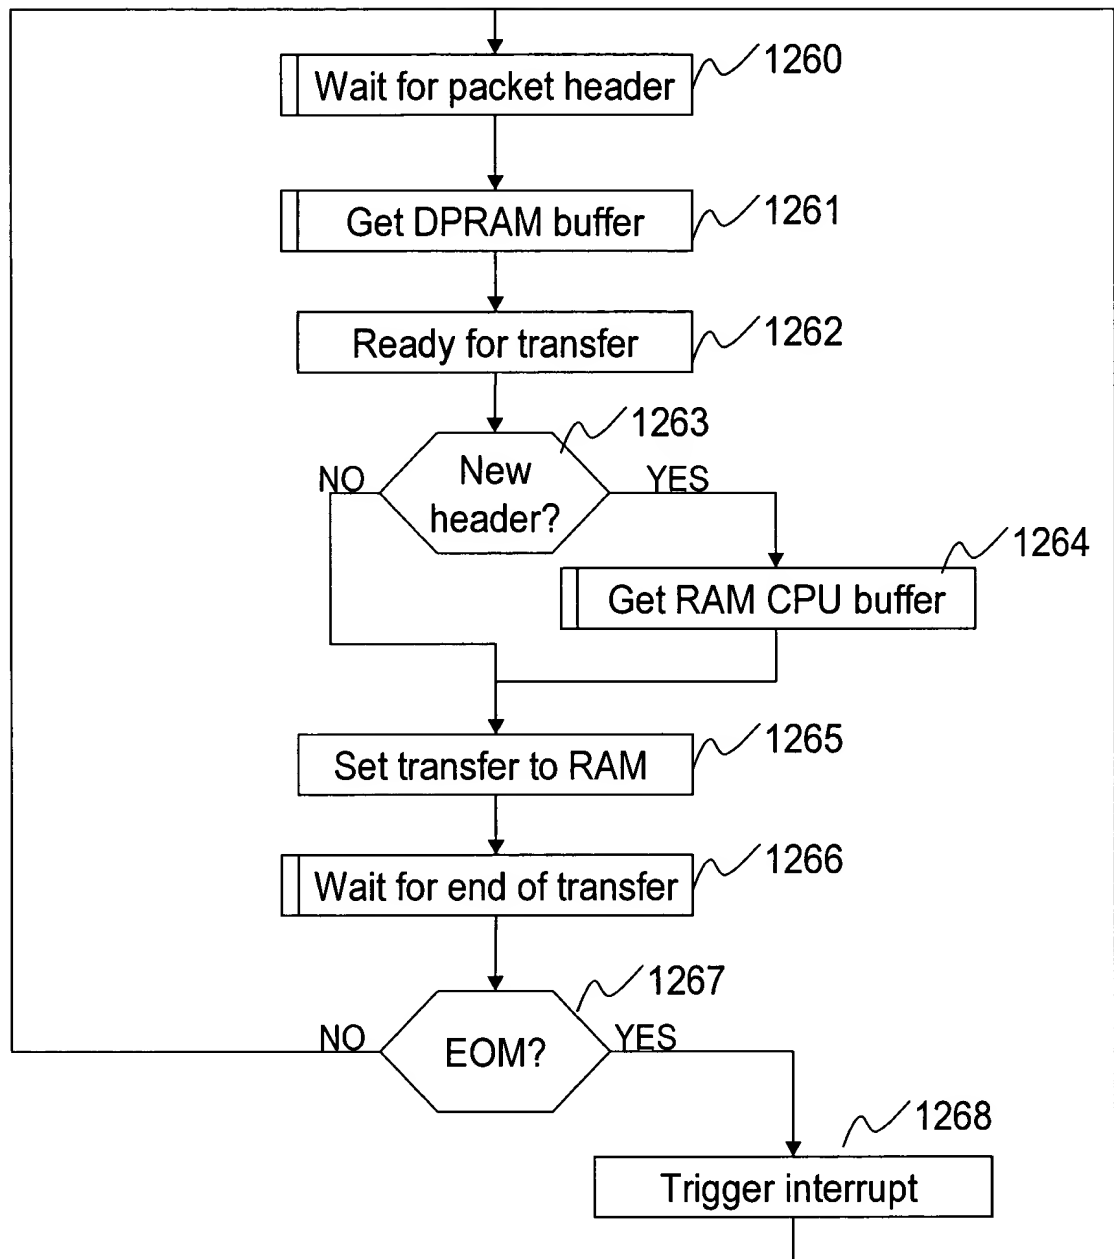 1260
Wait for packet header
1261
Get DPRAM buffer
1262
Ready for transfer
1263
NO
New
header?
YES
1264
Get RAM CPU buffer
1265
Set transfer to RAM
1266
Wait for end of transfer
1267
NO
EOM?
YES
1268
Trigger interrupt